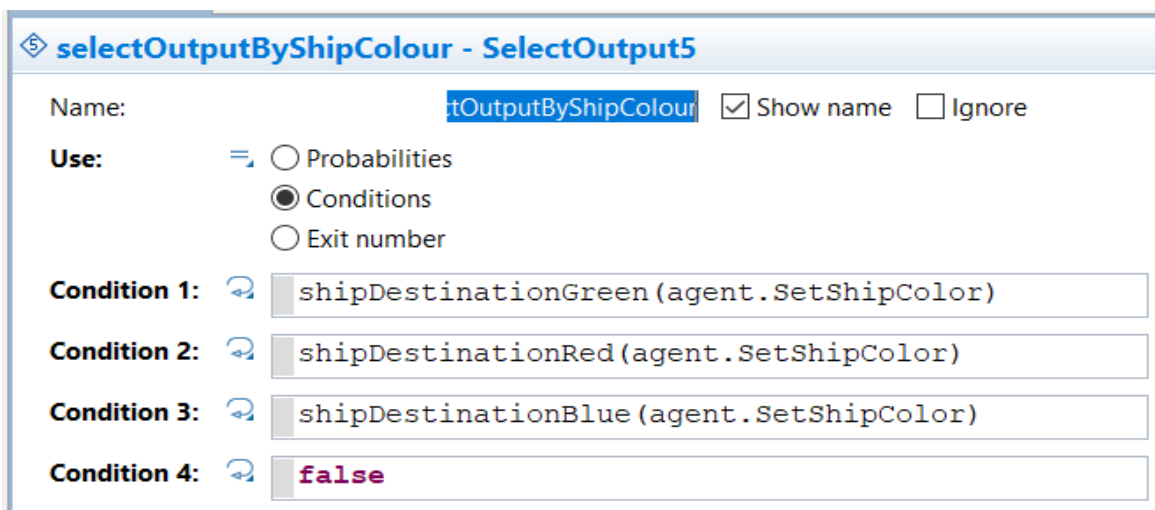 selectOutputByShipColour - SelectOutput5
Name: tOutputByShipColour Show name Ignore
Use: Probabilities
Conditions
Exit number
Condition 1: shipDestinationGreen(agent.SetShipColor)
Condition 2: shipDestinationRed(agent.SetShipColor)
Condition 3: shipDestinationBlue(agent.SetShipColor)
Condition 4: false